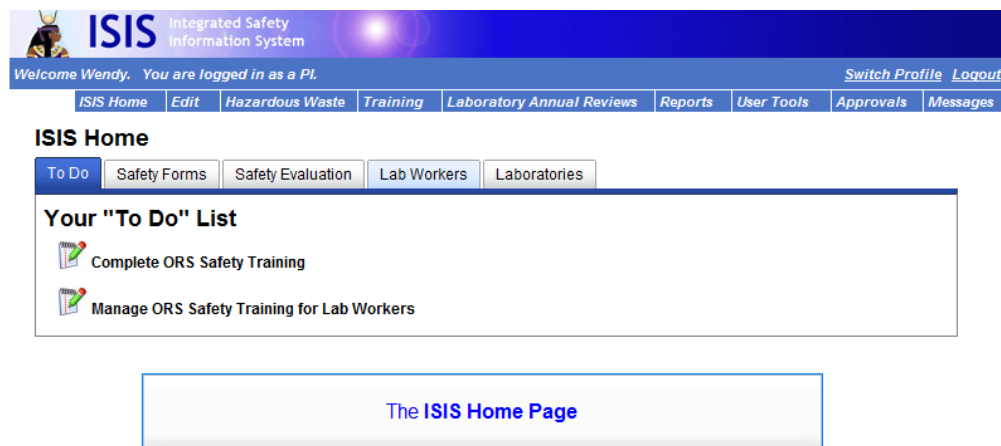 ISIS Integrated Safety
Information System
Welcome Wendy. You are logged in as a PI. Switch Profile Logout
ISIS Home Edit Hazardous Waste Training Laboratory Annual Reviews Reports User Tools Approvals Messages
ISIS Home
To Do Safety Forms Safety Evaluation Lab Workers Laboratories
Your "To Do" List
Complete ORS Safety Training
Manage ORS Safety Training for Lab Workers
The ISIS Home Page